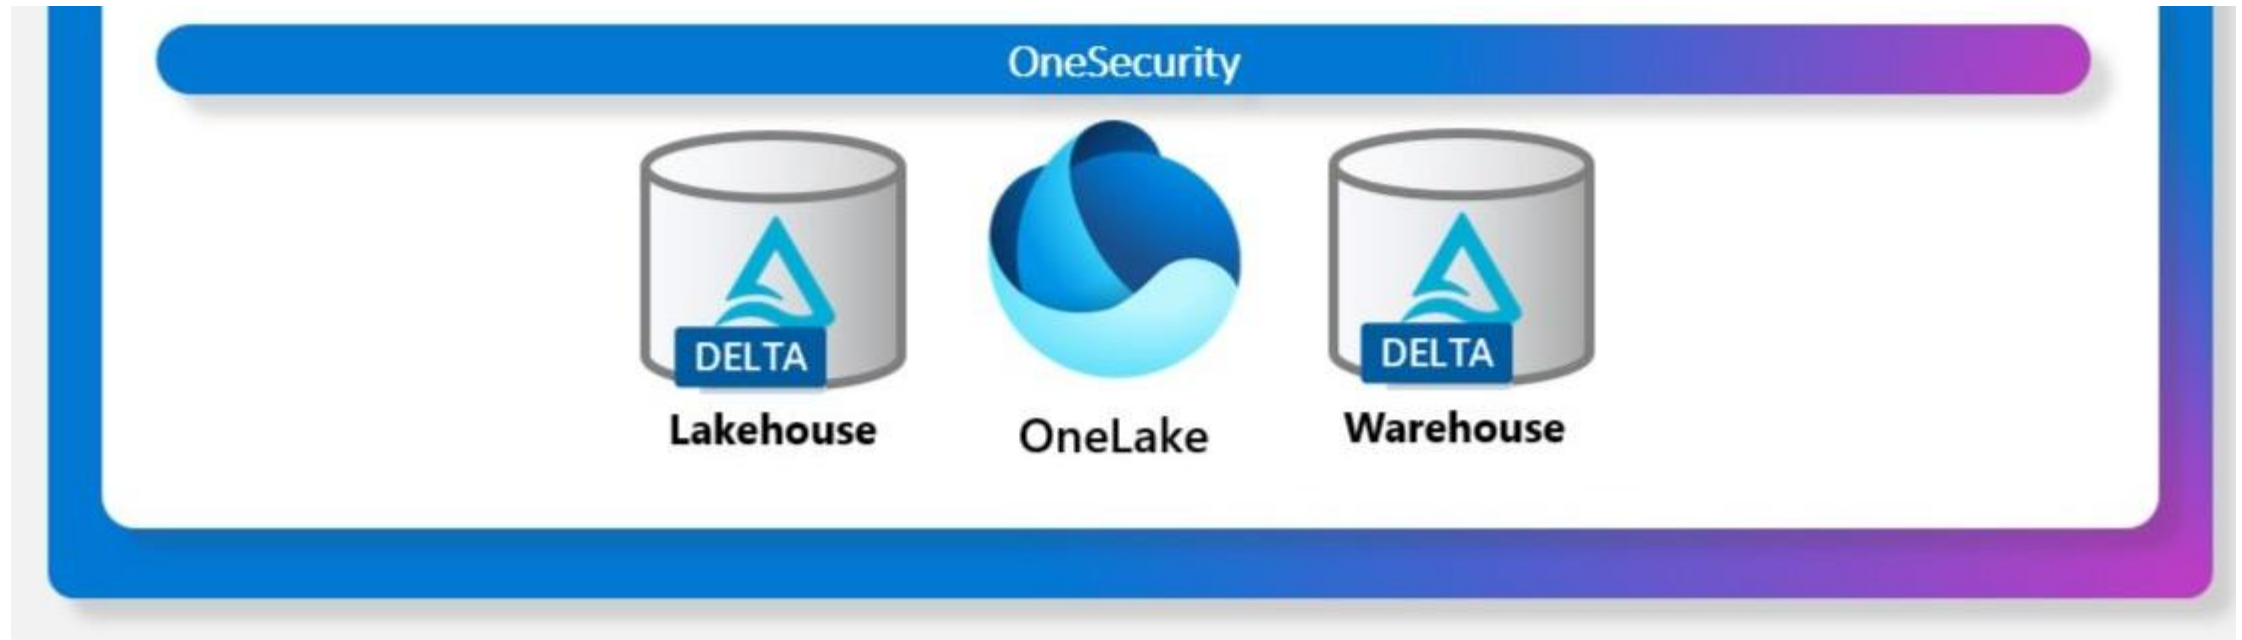 OneSecurity
DELTA
DELTA
Lakehouse
OneLake
Warehouse